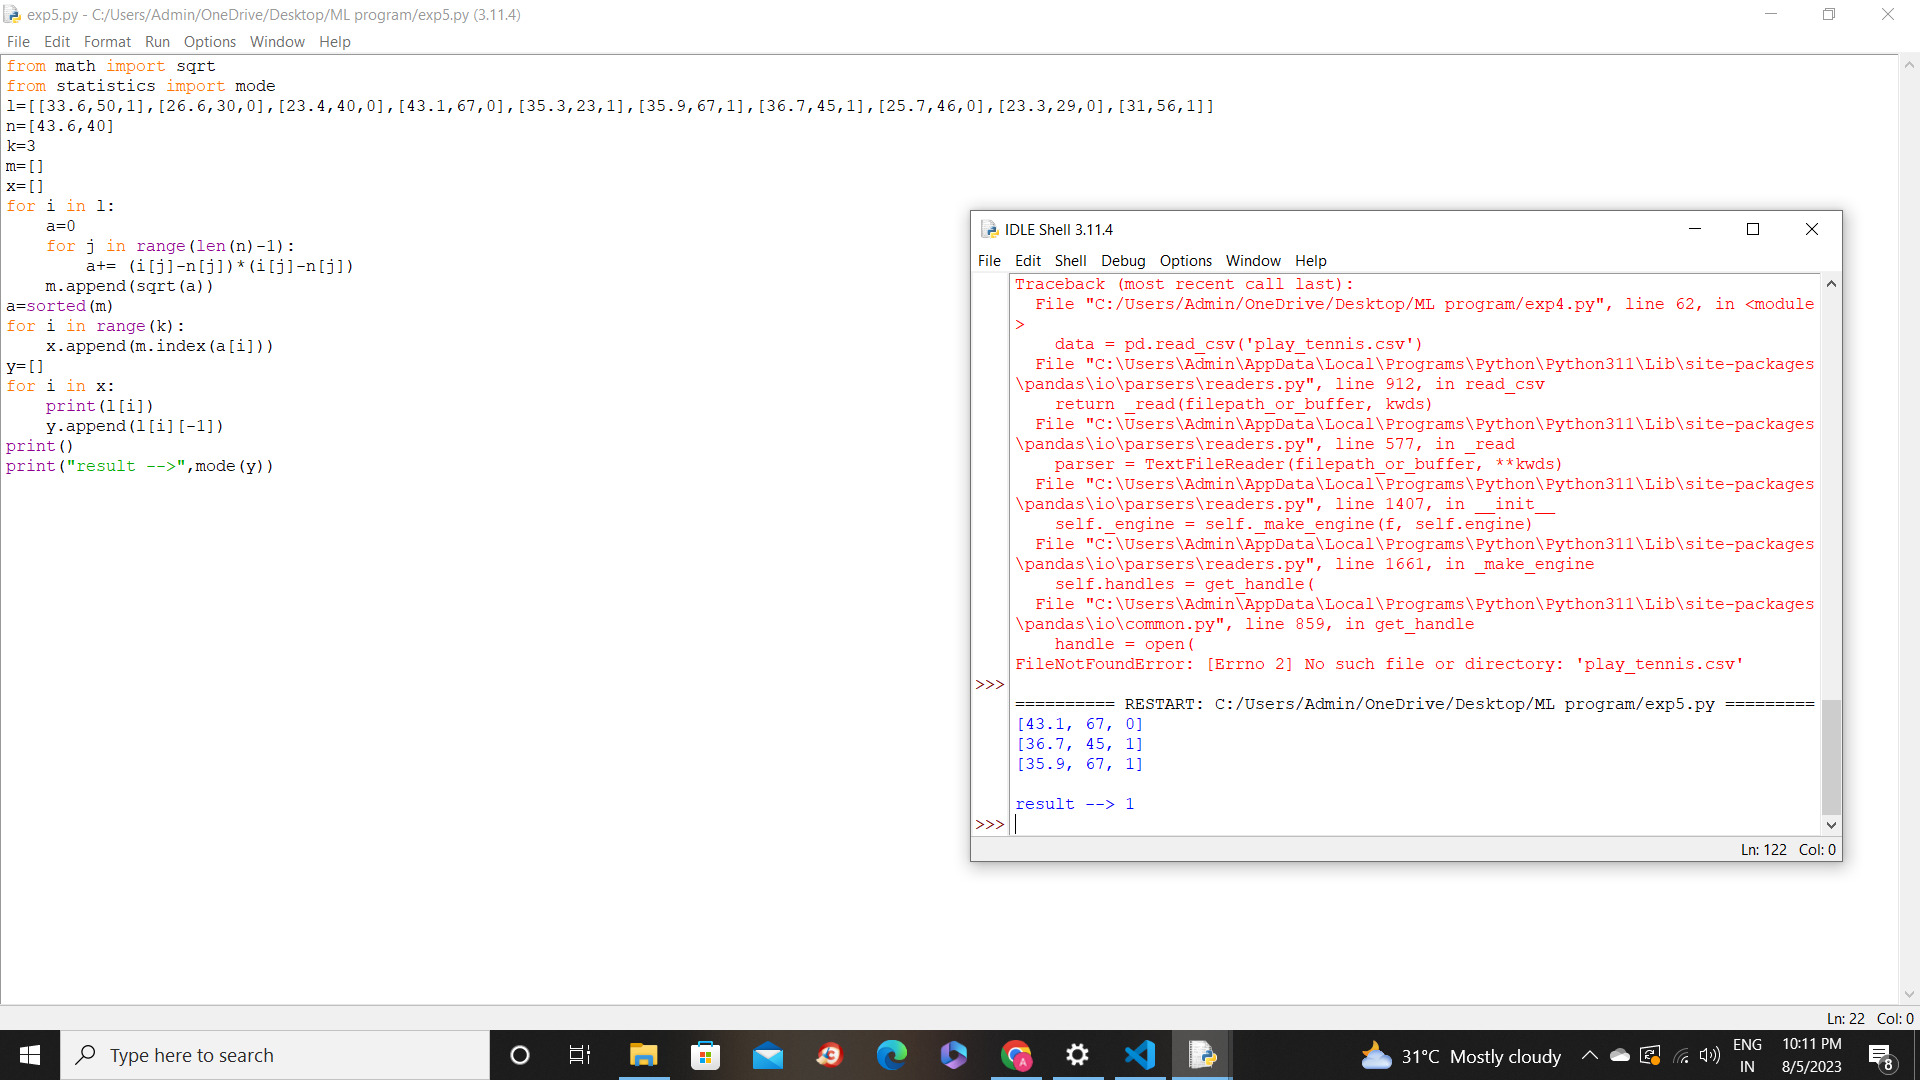 exp5.py - C:/Users/Admin/OneDrive/Desktop/ML program/exp5.py (3.11.4)
File Edit Format Run Options Window Help
from math import sqrt
from statistics import mode
l=[[33.6,50,1],[26.6,30,0],[23.4,40,0],[43.1,67,0],[35.3,23,1],[35.9,67,1],[36.7,45,1],[25.7,46,0],[23.3,29,0],[31,56,1]]
n=[43.6,40]
k=3
m=[]
x=[]
for i in l:
    a=0
    for j in range(len(n)-1):
        a+= (i[j]-n[j])*(i[j]-n[j])
    m.append(sqrt(a))
a=sorted(m)
for i in range(k):
    x.append(m.index(a[i]))
y=[]
for i in x:
    print(l[i])
    y.append(l[i][-1])
print()
print("result -->",mode(y))
IDLE Shell 3.11.4
File Edit Shell Debug Options Window Help
Traceback (most recent call last):
  File "C:/Users/Admin/OneDrive/Desktop/ML program/exp4.py", line 62, in <module
>
    data = pd.read_csv('play_tennis.csv')
  File "C:\Users\Admin\AppData\Local\Programs\Python\Python311\Lib\site-packages
\pandas\io\parsers\readers.py", line 912, in read_csv
    return _read(filepath_or_buffer, kwds)
  File "C:\Users\Admin\AppData\Local\Programs\Python\Python311\Lib\site-packages
\pandas\io\parsers\readers.py", line 577, in _read
    parser = TextFileReader(filepath_or_buffer, **kwds)
  File "C:\Users\Admin\AppData\Local\Programs\Python\Python311\Lib\site-packages
\pandas\io\parsers\readers.py", line 1407, in __init__
    self._engine = self._make_engine(f, self.engine)
  File "C:\Users\Admin\AppData\Local\Programs\Python\Python311\Lib\site-packages
\pandas\io\parsers\readers.py", line 1661, in _make_engine
    self.handles = get_handle(
  File "C:\Users\Admin\AppData\Local\Programs\Python\Python311\Lib\site-packages
\pandas\io\common.py", line 859, in get_handle
    handle = open(
FileNotFoundError: [Errno 2] No such file or directory: 'play_tennis.csv'
>>>
========== RESTART: C:/Users/Admin/OneDrive/Desktop/ML program/exp5.py =========
[43.1, 67, 0]
[36.7, 45, 1]
[35.9, 67, 1]
result --> 1
>>>
Ln: 122 Col: 0
Ln: 22 Col: 0
Type here to search
31°C Mostly cloudy
ENG
IN
10:11 PM
8/5/2023
8